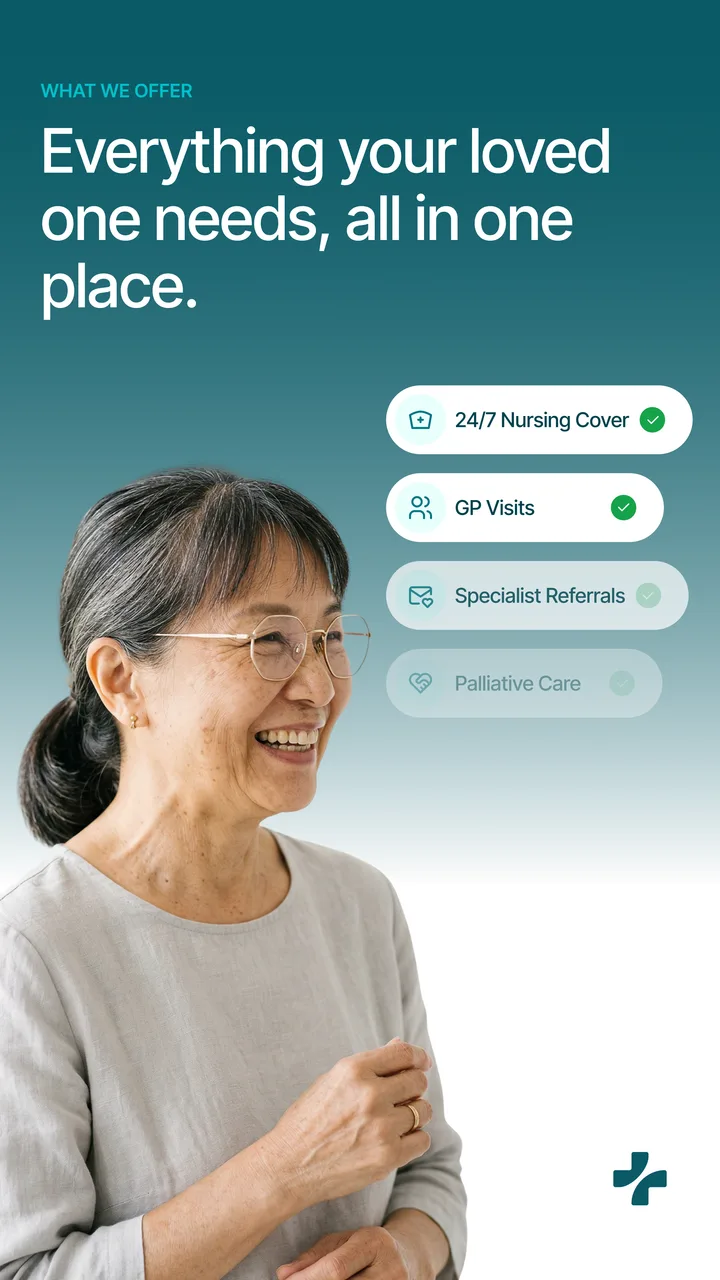 WHAT WE OFFER
Everything your loved
one needs, all in one
place.
24/7 Nursing Cover
GP Visits
Specialist Referrals
Palliative Care